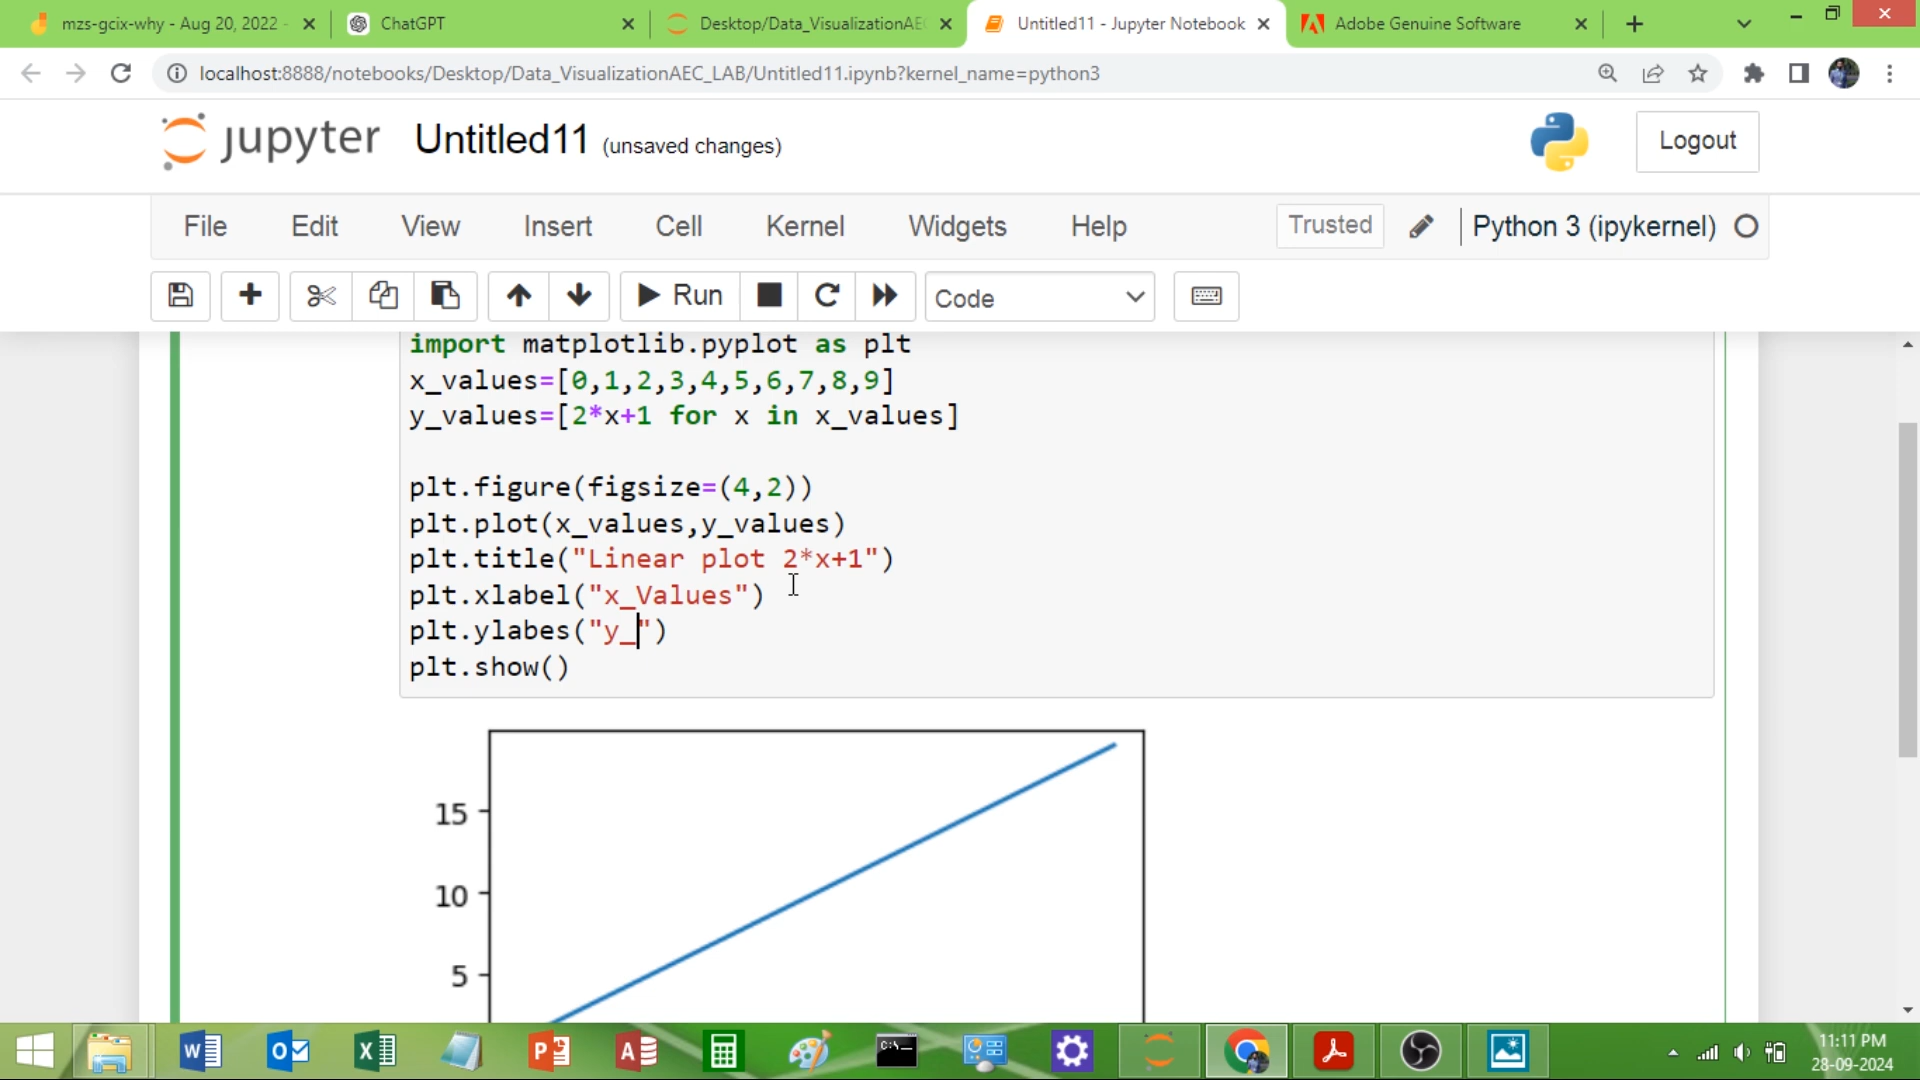 mzs-gcix-why - Aug 20, 2022 -
ChatGPT
Desktop/Data_VisualizationAEC
Untitled11 - Jupyter Notebook
Adobe Genuine Software
localhost:8888/notebooks/Desktop/Data_VisualizationAEC_LAB/Untitled11.ipynb?kernel_name=python3
jupyter Untitled11 (unsaved changes)
Logout
File Edit View Insert Cell Kernel Widgets Help
Trusted
Python 3 (ipykernel)
Run
Code
import matplotlib.pyplot as plt
x_values=[0,1,2,3,4,5,6,7,8,9]
y_values=[2*x+1 for x in x_values]
plt.figure(figsize=(4,2))
plt.plot(x_values,y_values)
plt.title("Linear plot 2*x+1")
plt.xlabel("x_Values")
plt.ylabes("y_")
plt.show()
15
10
5
11:11 PM
28-09-2024